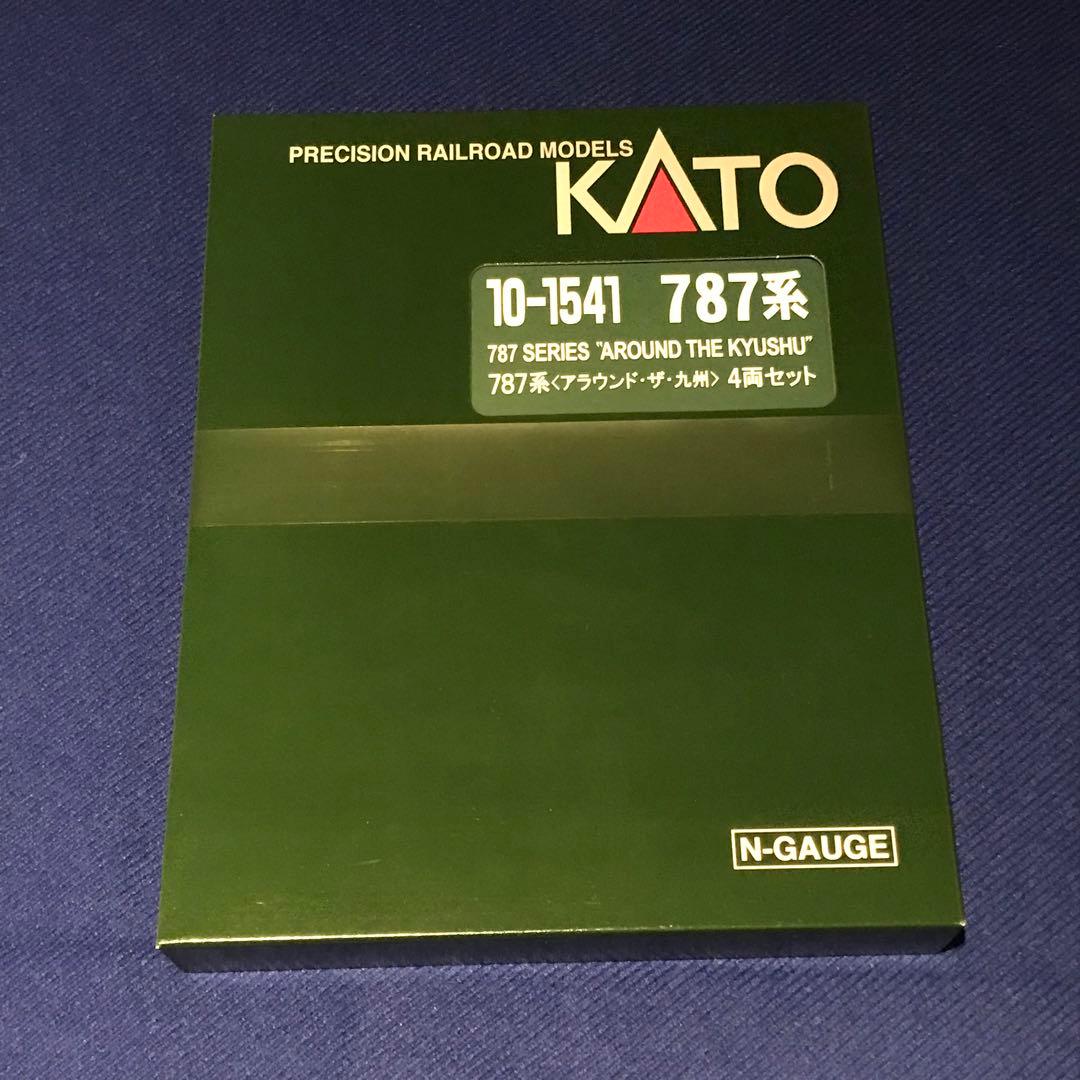 PRECISION RAILROAD MODELS
KATO
10-1541 787系
787 SERIES "AROUND THE KYUSHU"
787系〈アラウンド・ザ・九州〉 4両セット
N-GAUGE